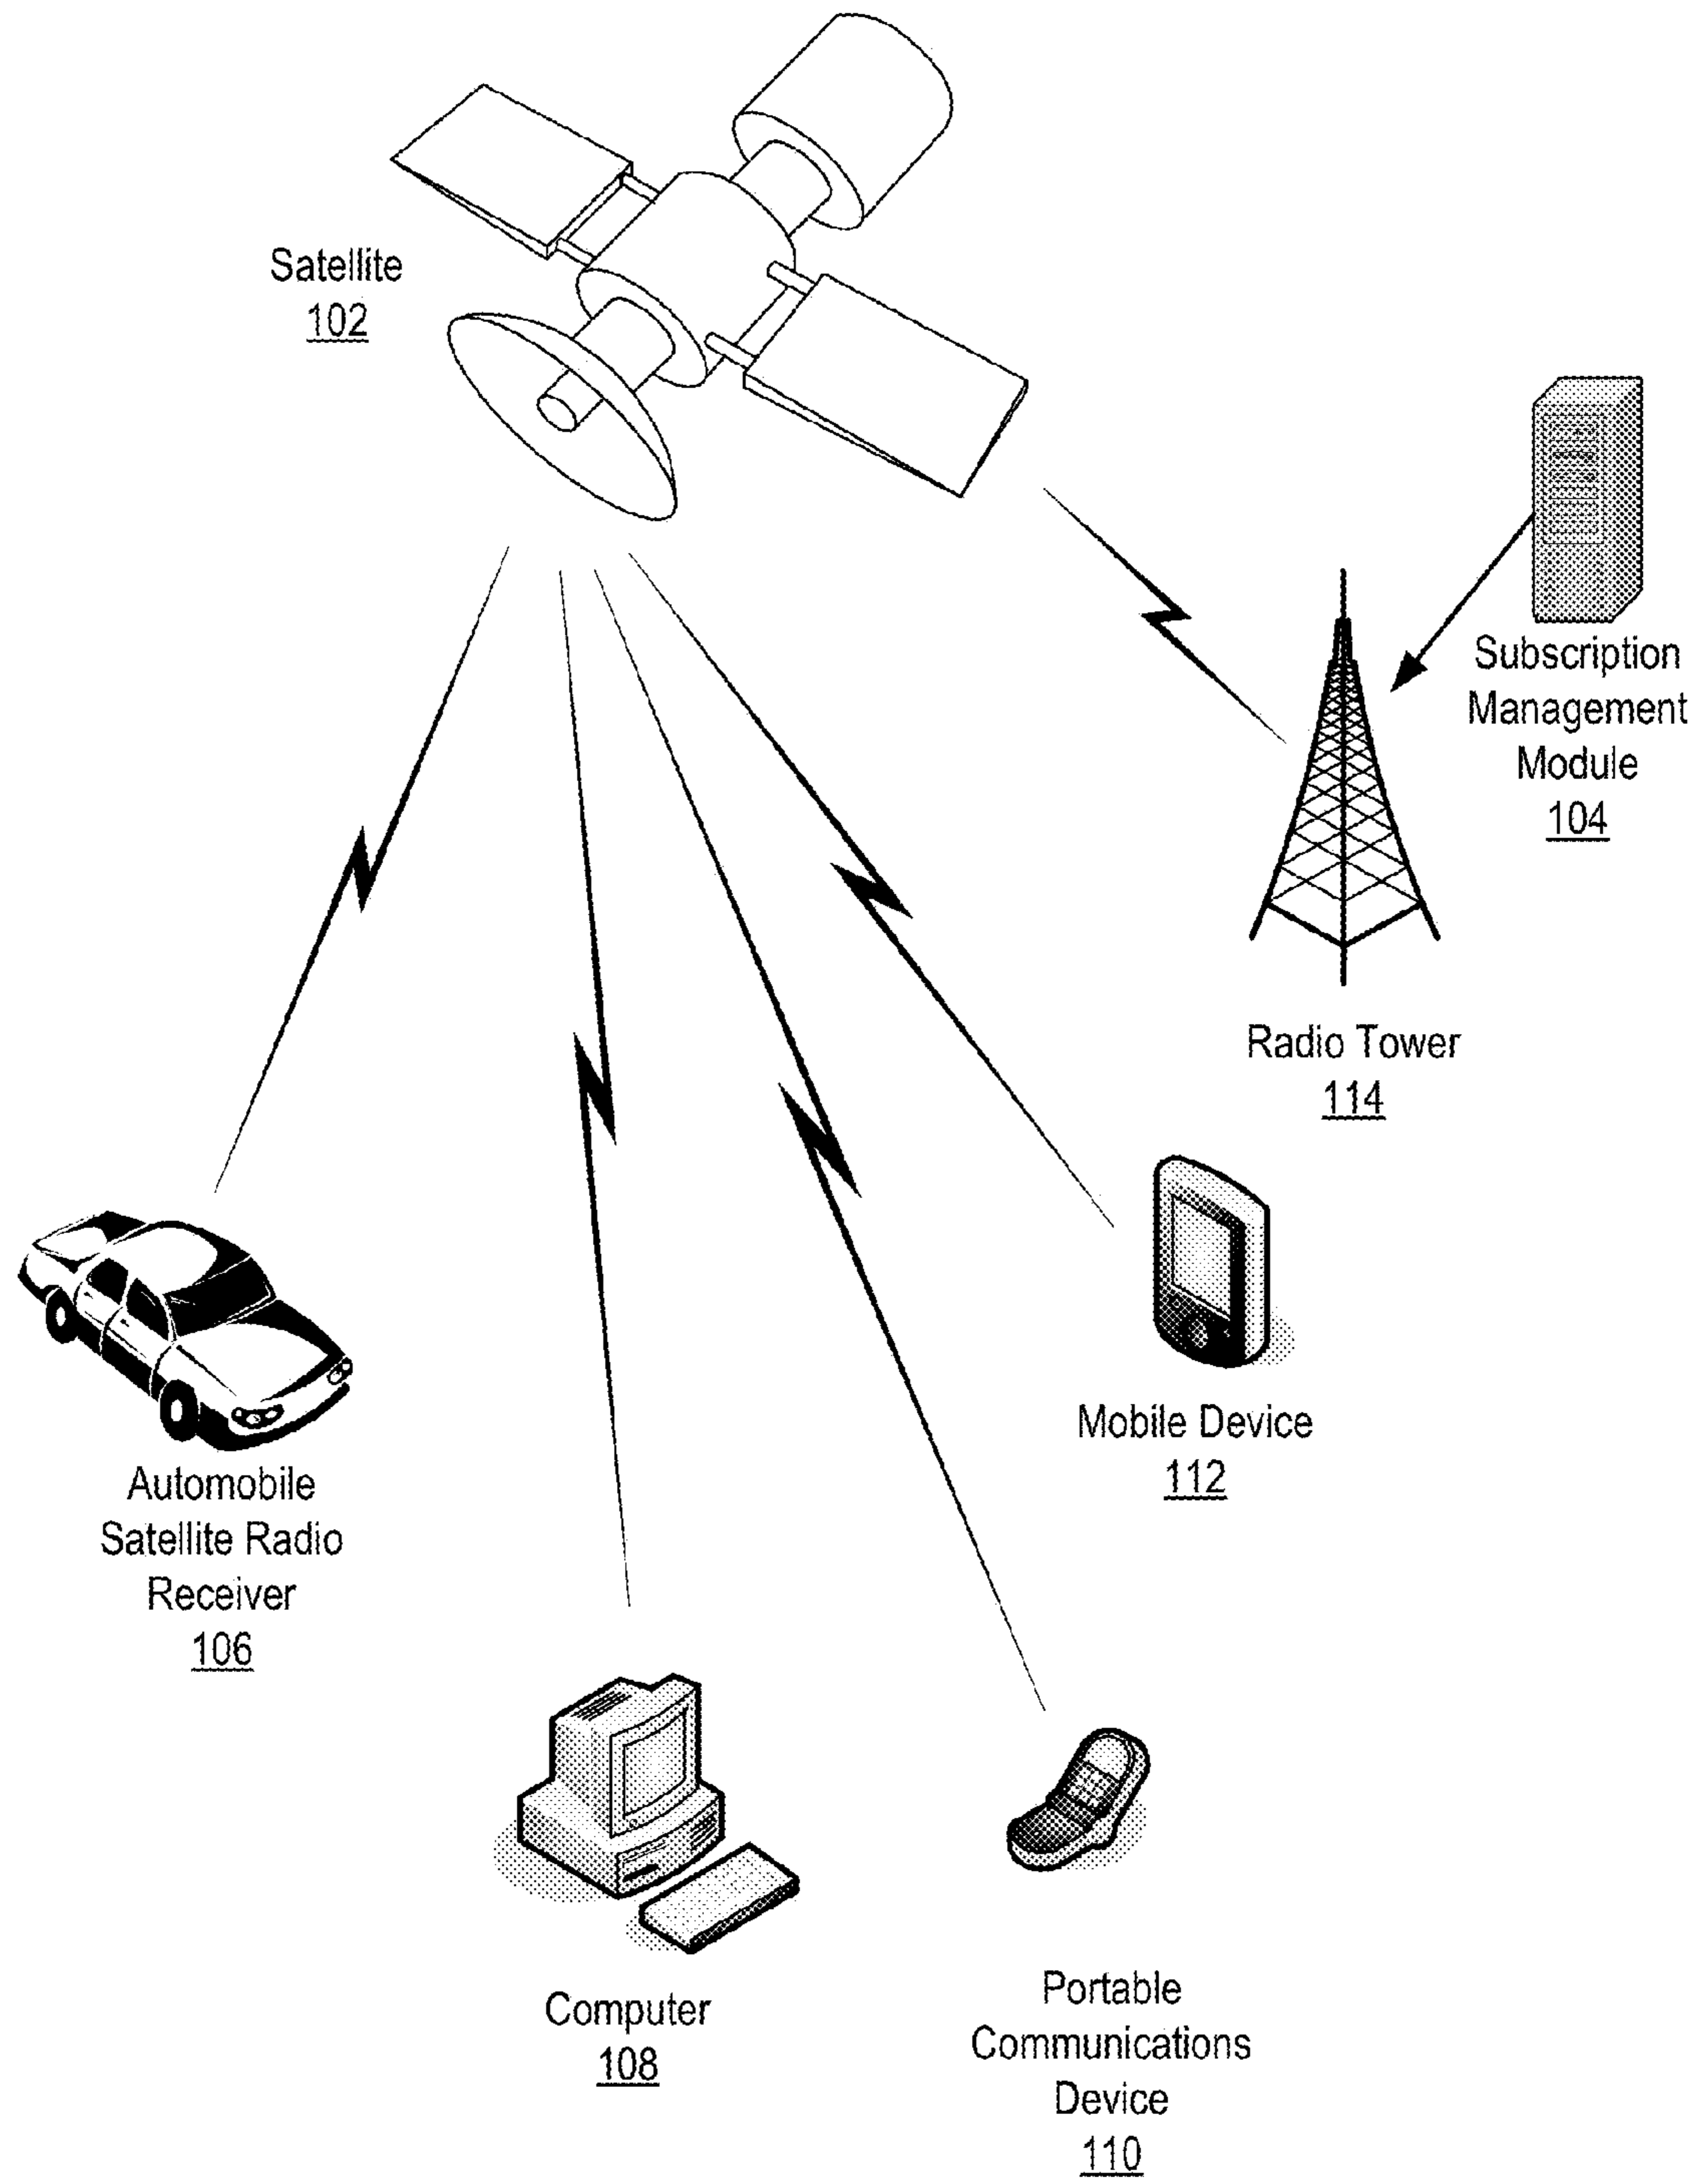 Satellite
102
Subscription
Management
Module
104
Radio Tower
114
Mobile Device
112
Automobile
Satellite Radio
Receiver
106
Computer
108
Portable
Communications
Device
110